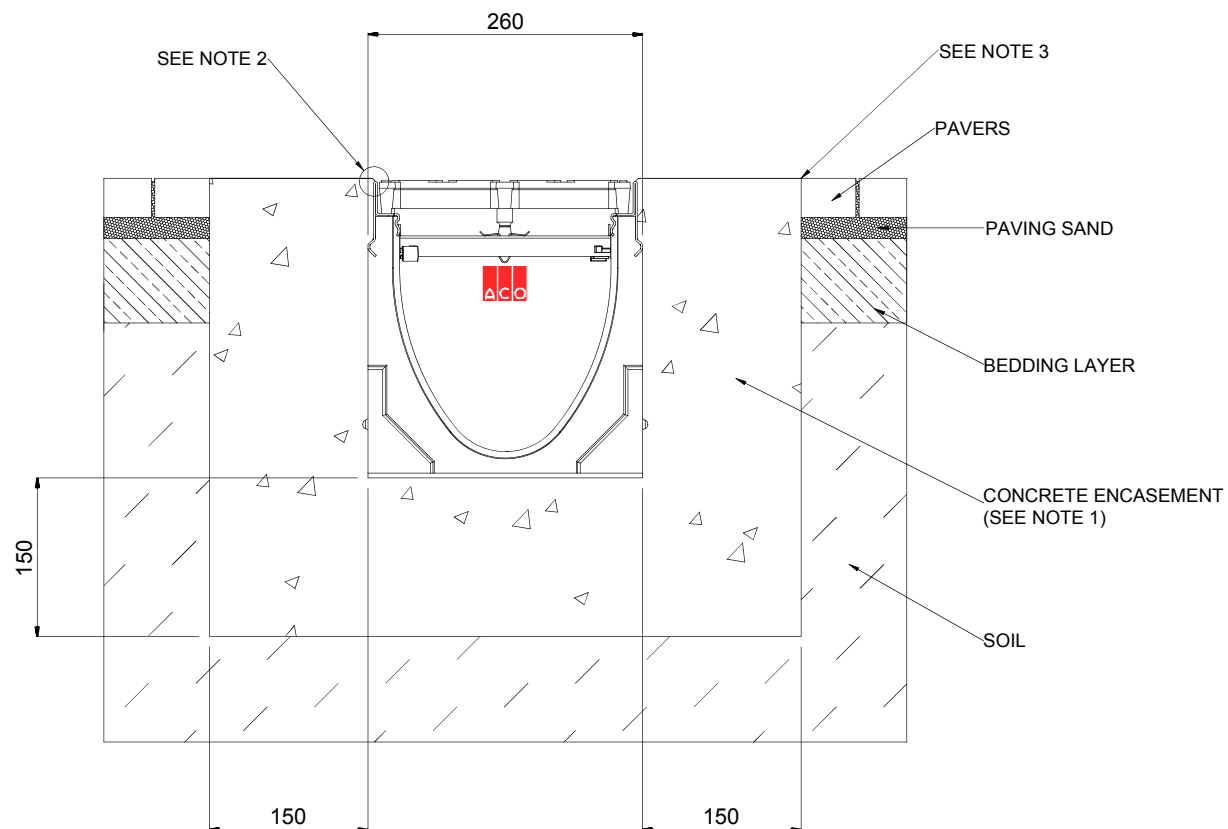 260
SEE NOTE 2
SEE NOTE 3
PAVERS
PAVING SAND
ACO
BEDDING LAYER
CONCRETE ENCASEMENT
(SEE NOTE 1)
150
SOIL
150
150